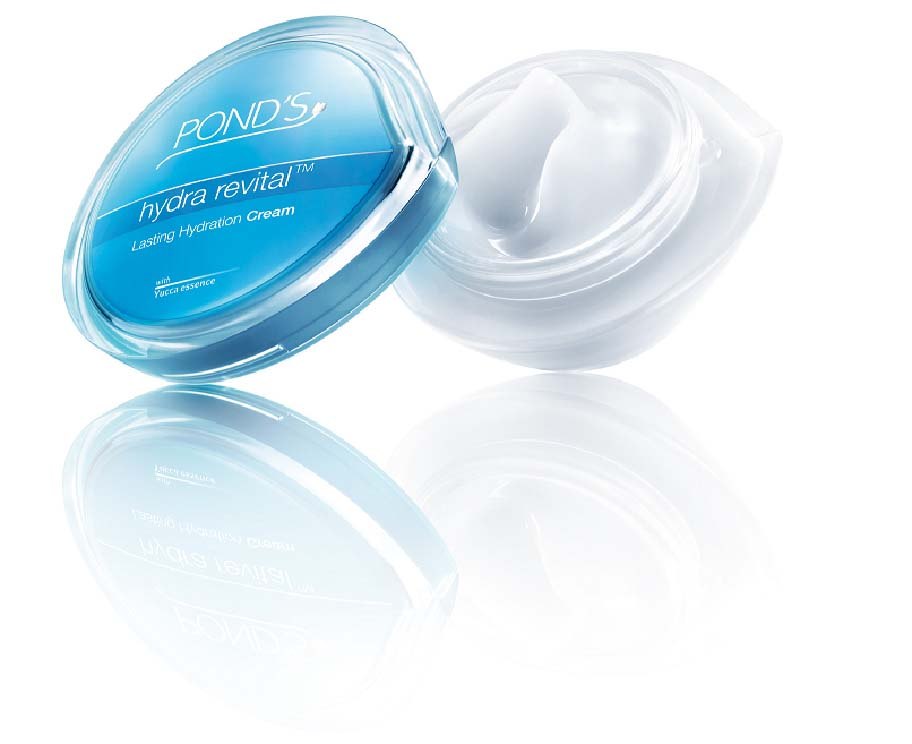 POND'S
hydra revital™
Lasting Hydration Cream
with
Yucca essence